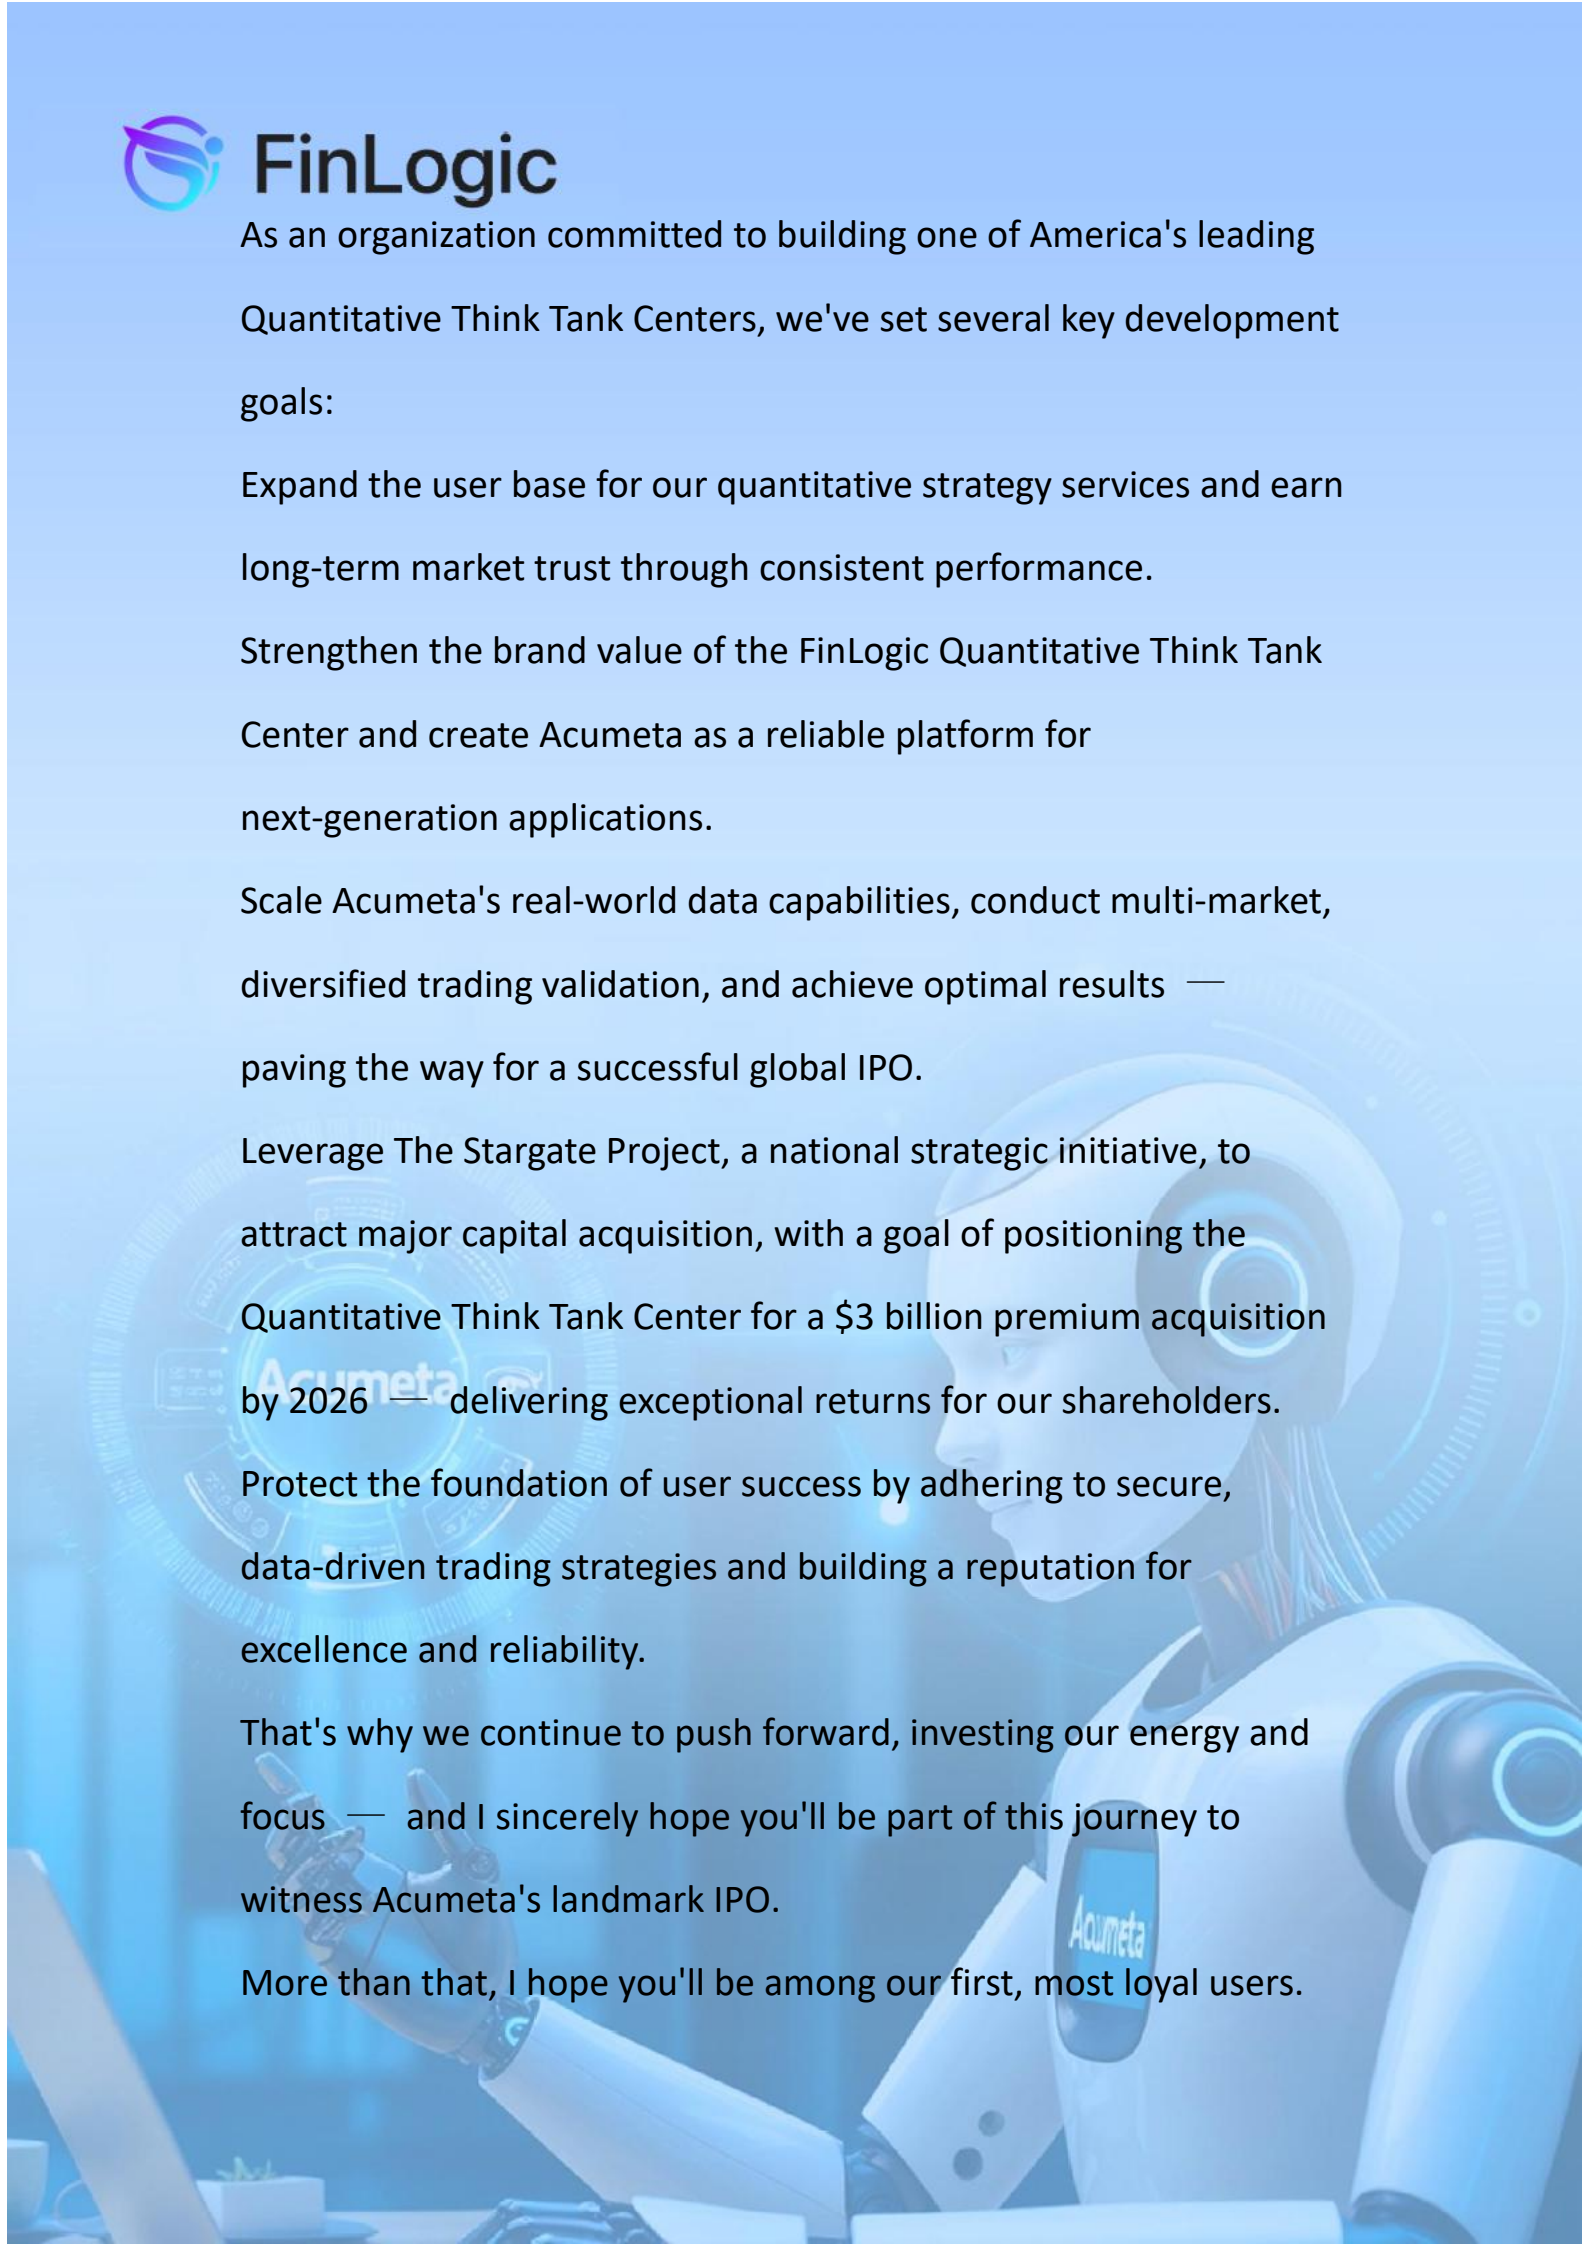 FinLogic
As an organization committed to building one of America's leading
Quantitative Think Tank Centers, we've set several key development
goals:
Expand the user base for our quantitative strategy services and earn
long-term market trust through consistent performance.
Strengthen the brand value of the FinLogic Quantitative Think Tank
Center and create Acumeta as a reliable platform for
next-generation applications.
Scale Acumeta's real-world data capabilities, conduct multi-market,
diversified trading validation, and achieve optimal results —
paving the way for a successful global IPO.
Leverage The Stargate Project, a national strategic initiative, to
attract major capital acquisition, with a goal of positioning the
Quantitative Think Tank Center for a $3 billion premium acquisition
Acumeta
by 2026 — delivering exceptional returns for our shareholders.
Protect the foundation of user success by adhering to secure,
data-driven trading strategies and building a reputation for
excellence and reliability.
That's why we continue to push forward, investing our energy and
focus — and I sincerely hope you'll be part of this journey to
witness Acumeta's landmark IPO.
Acumeta
More than that, I hope you'll be among our first, most loyal users.